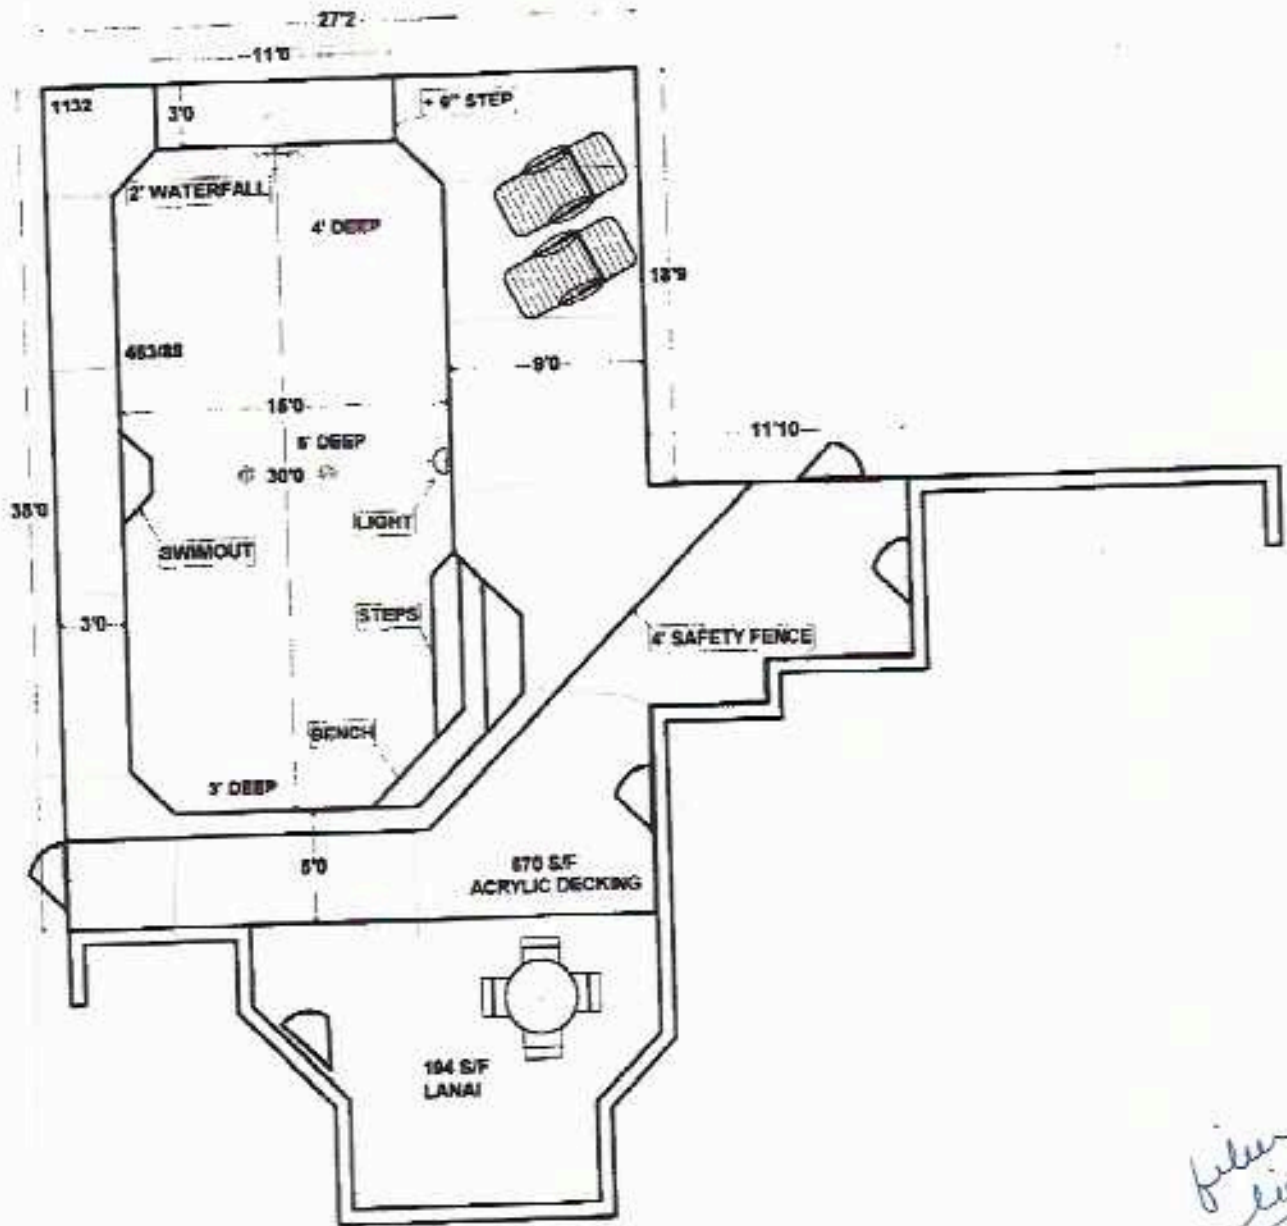 27'2
11'0
1132
3'0
+ 6" STEP
2' WATERFALL
4' DEEP
18'9
463/88
9'0
15'0
11'10
5' DEEP
30'0
38'0
LIGHT
SWIMOUT
STEPS
3'0
4' SAFETY FENCE
BENCH
3' DEEP
5'0
670 S/F
ACRYLIC DECKING
194 S/F
LANAI